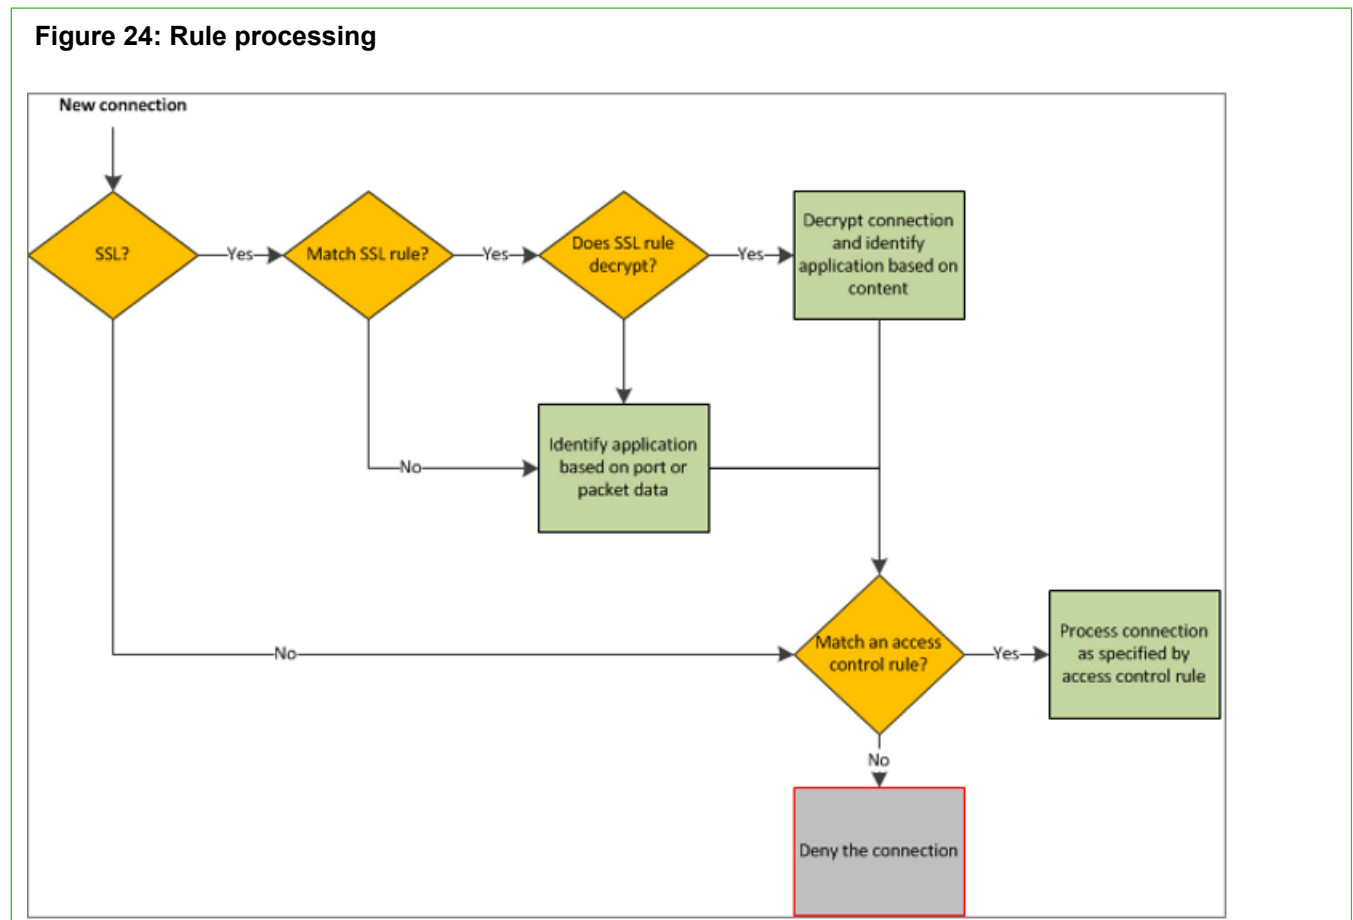 Figure 24: Rule processing
New connection
SSL?
Yes
Match SSL rule?
Yes
Does SSL rule
decrypt?
Yes
Decrypt connection
and identify
application based on
content
No
Identify application
based on port or
packet data
No
Match an access
control rule?
Yes
Process connection
as specified by
access control rule
No
Deny the connection